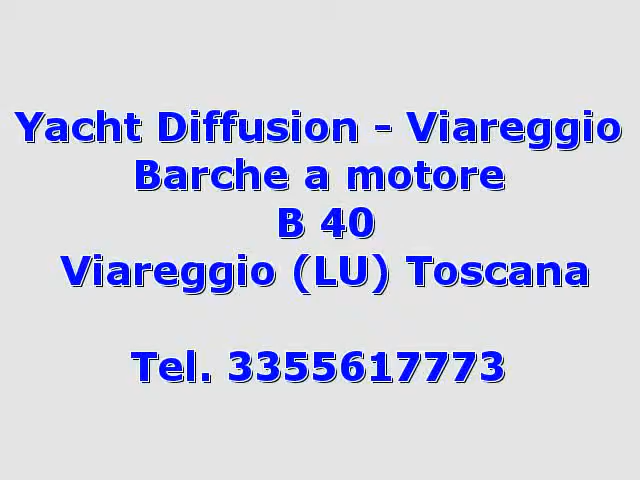 Yacht Diffusion - Viareggio
Barche a motore
B 40
Viareggio (LU) Toscana
Tel. 3355617773